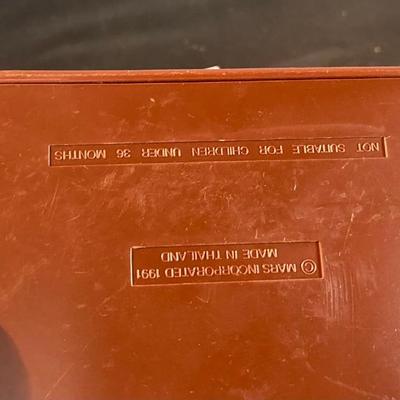 © MARS INCORPORATED 1991
MADE IN THAILAND
NOT SUITABLE FOR CHILDREN UNDER 36 MONTHS